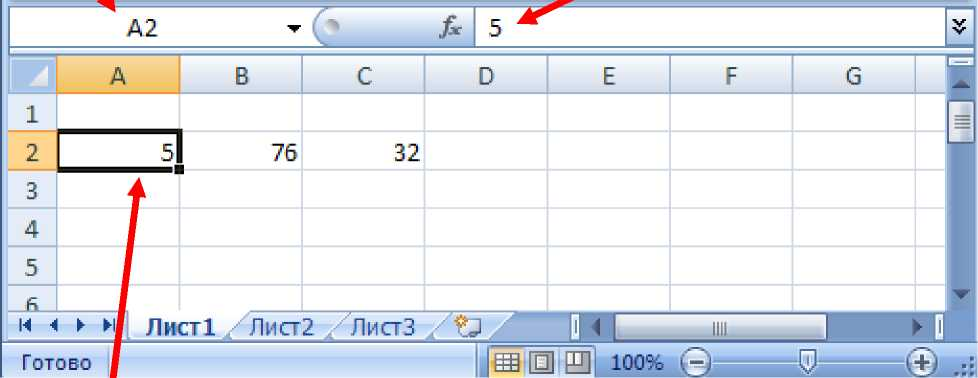 A2 fx 5
A B C D E F G
1
2 5 76 32
3
4
5
6
Лист1 Лист2 Лист3
Готово 100%